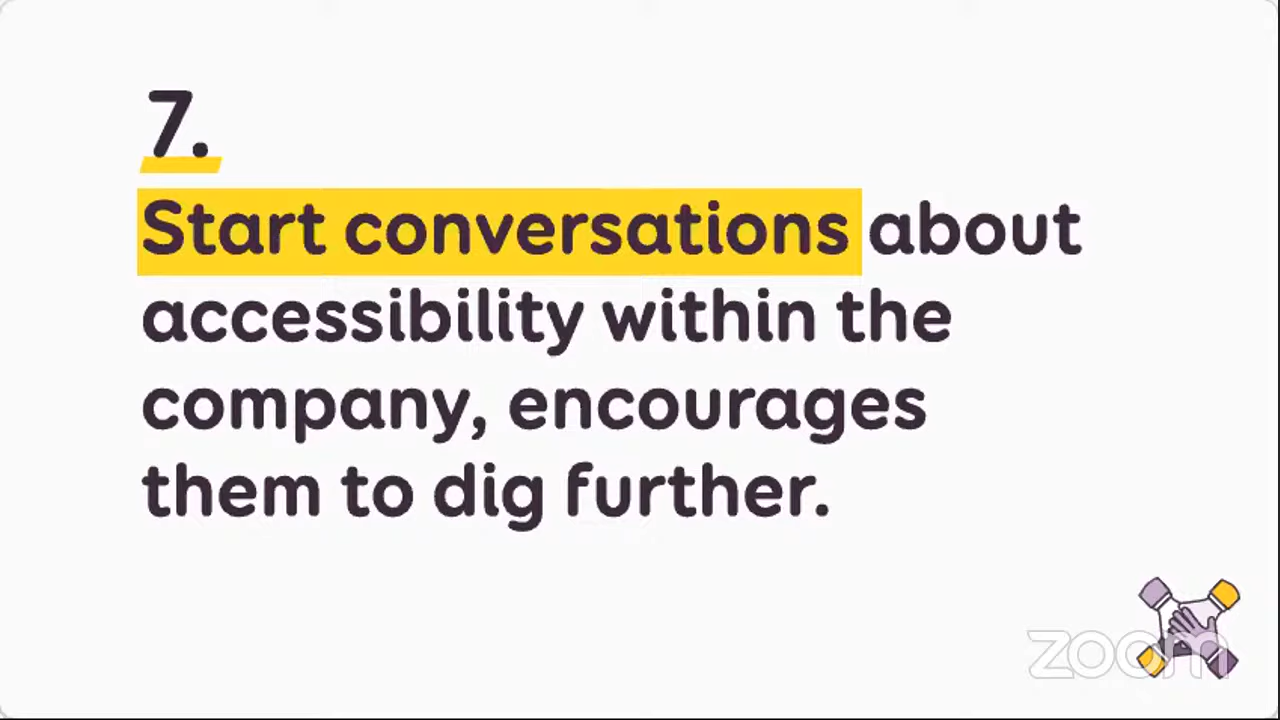 7.
Start conversations about
accessibility within the
company, encourages
them to dig further.
zoom